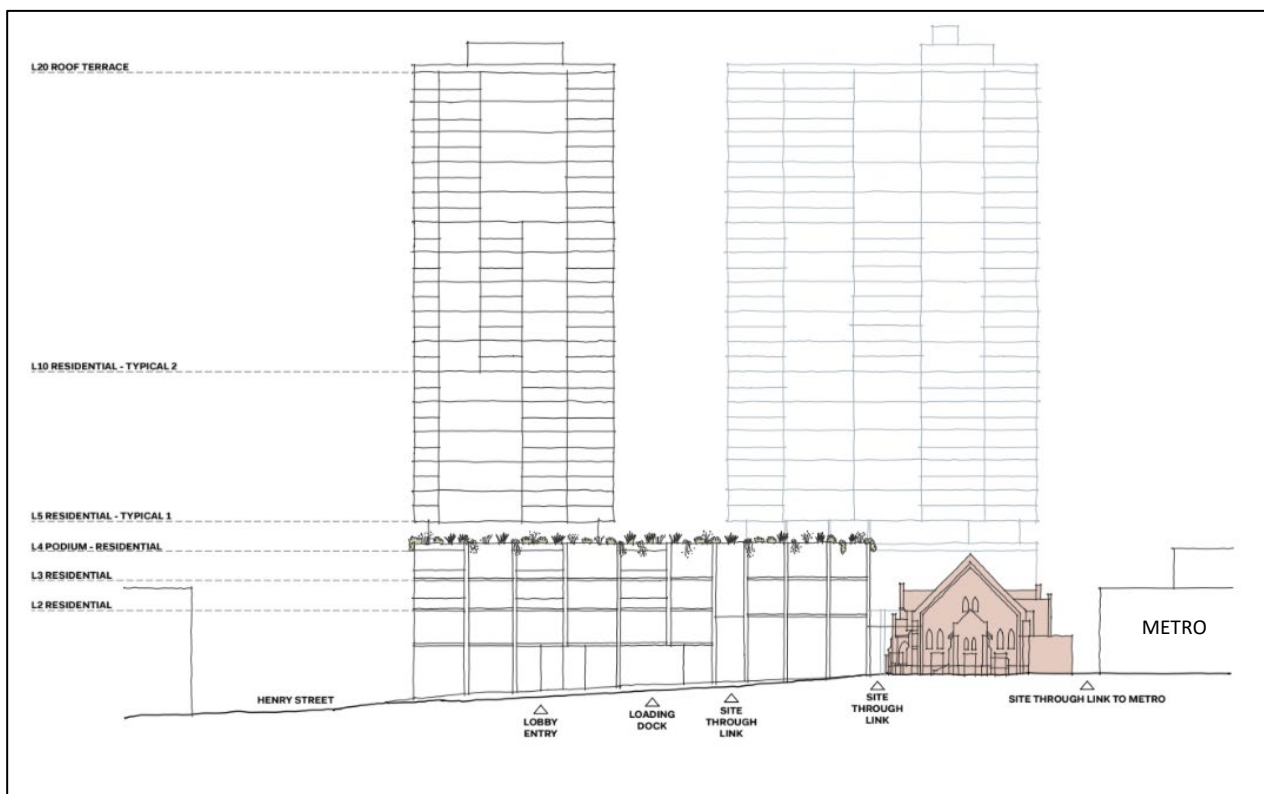 L20 ROOF TERRACE
L10 RESIDENTIAL - TYPICAL 2
L5 RESIDENTIAL - TYPICAL 1
L4 PODIUM - RESIDENTIAL
L3 RESIDENTIAL
L2 RESIDENTIAL
METRO
HENRY STREET
LOBBY
ENTRY
LOADING
DOCK
SITE
THROUGH
LINK
SITE
THROUGH
LINK
SITE THROUGH LINK TO METRO